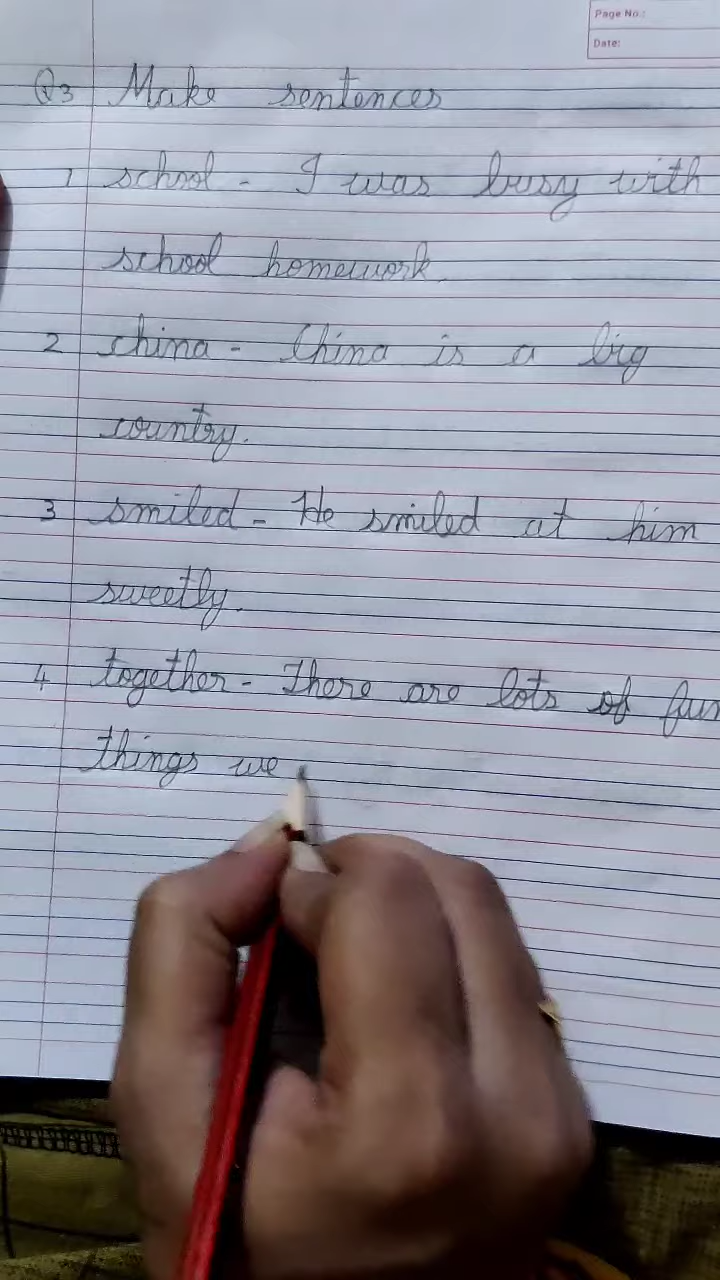 Page No.:
Date:
Q3 Make sentences
1 school - I was busy with
school homework.
2 china - China is a big
country.
3 smiled - He smiled at him
sweetly.
4 together - There are lots of fun
things we